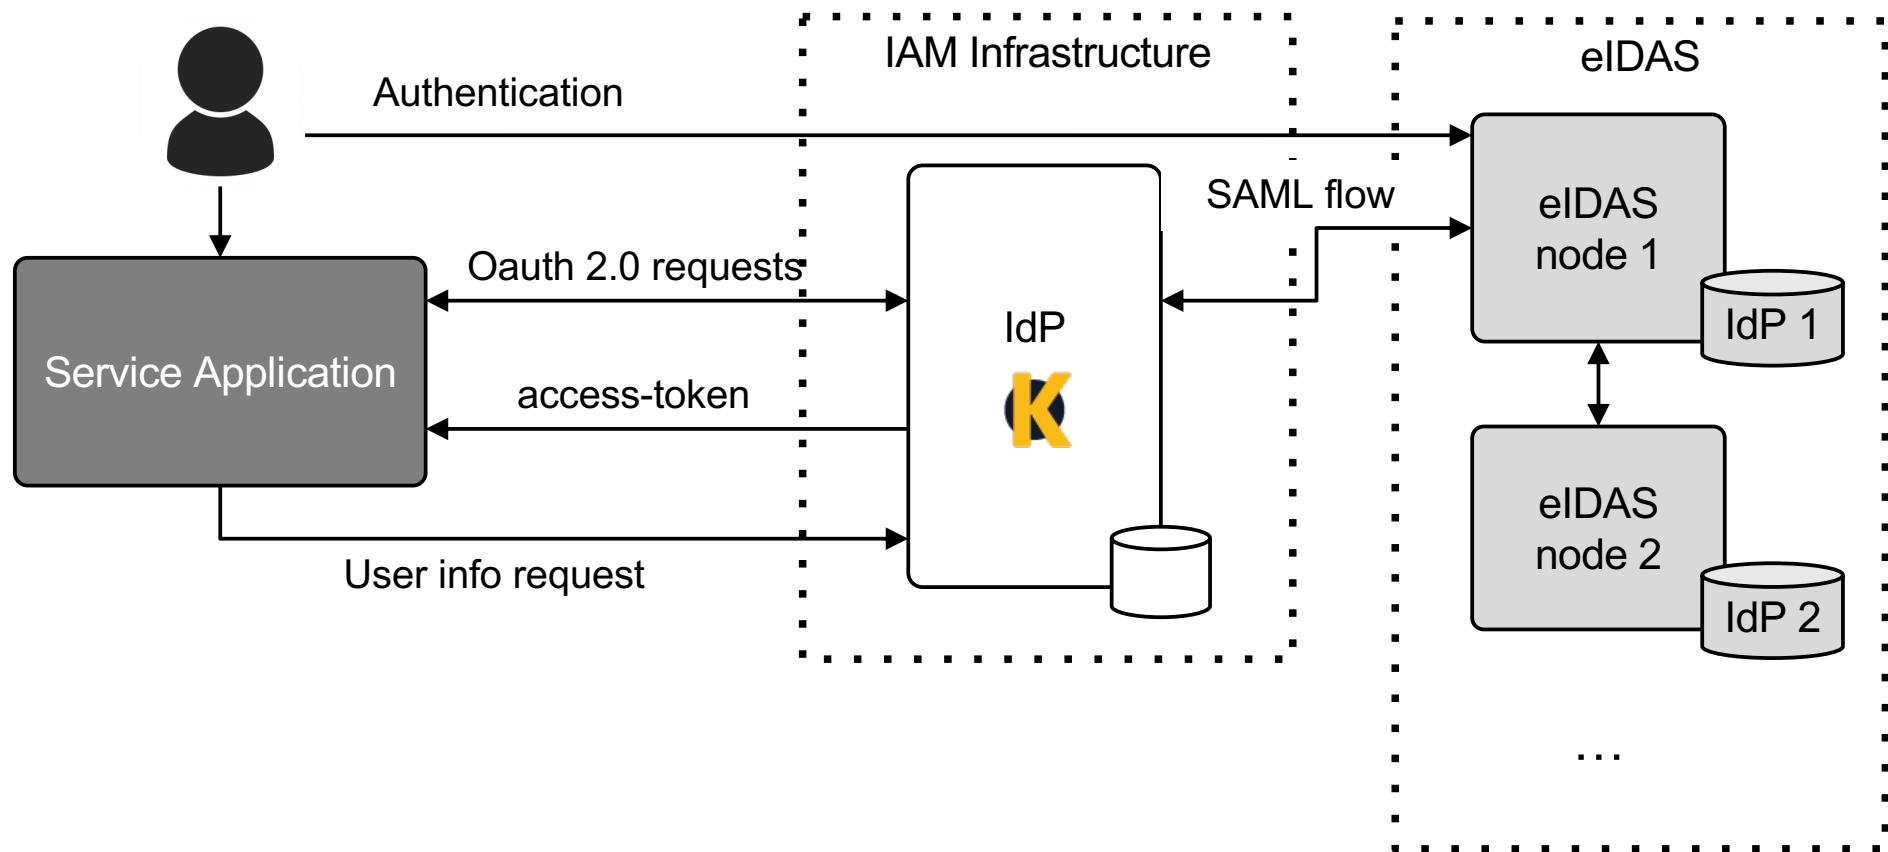 IAM Infrastructure
eIDAS
Authentication
SAML flow
eIDAS
node 1
IdP 1
Oauth 2.0 requests
IdP
K
Service Application
access-token
User info request
eIDAS
node 2
IdP 2
...